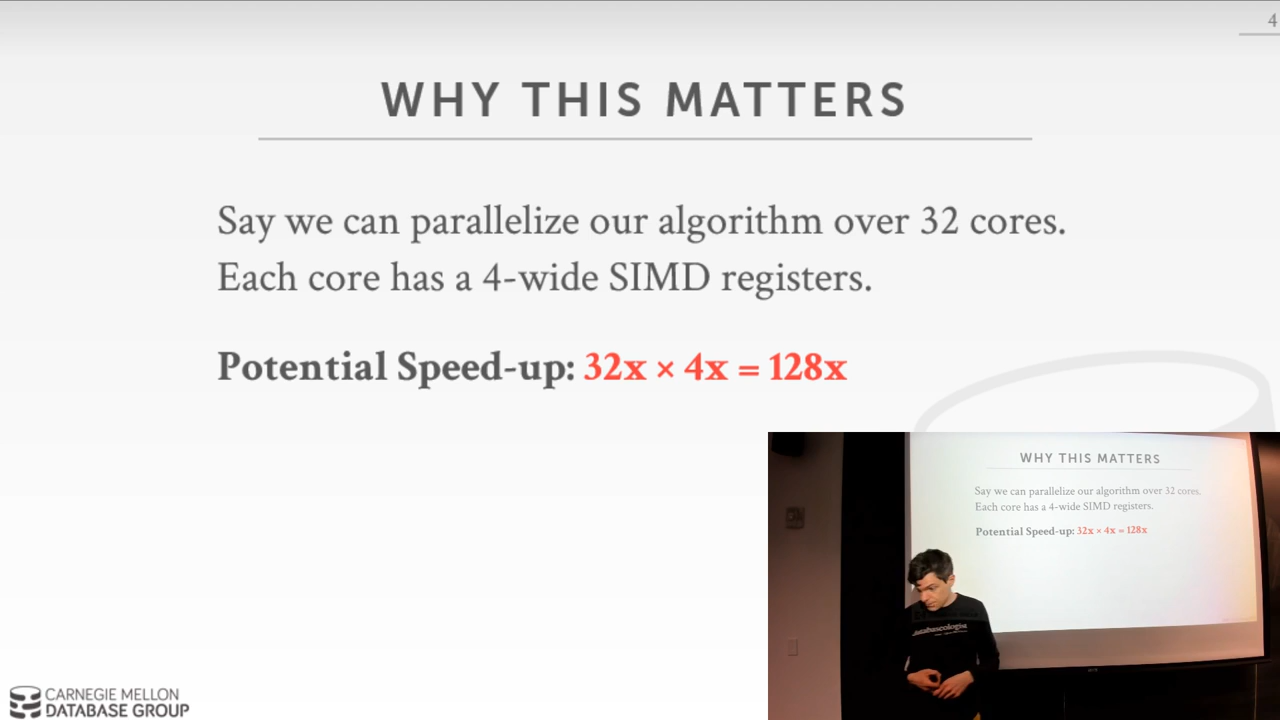 4
WHY THIS MATTERS
Say we can parallelize our algorithm over 32 cores.
Each core has a 4-wide SIMD registers.
Potential Speed-up: 32x × 4x = 128x
WHY THIS MATTERS
Say we can parallelize our algorithm over 32 cores.
Each core has a 4-wide SIMD registers.
Potential Speed-up: 32x × 4x = 128x
databaseologist
CARNEGIE MELLON
DATABASE GROUP